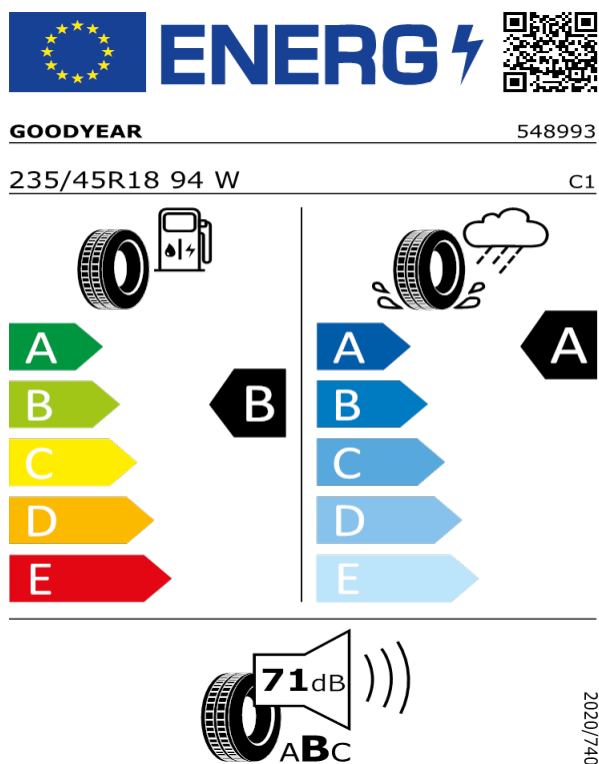 ENERG
GOODYEAR 548993
235/45R18 94 W C1
A A A
B B B
C C
D D
E E
71dB
ABC
2020/740